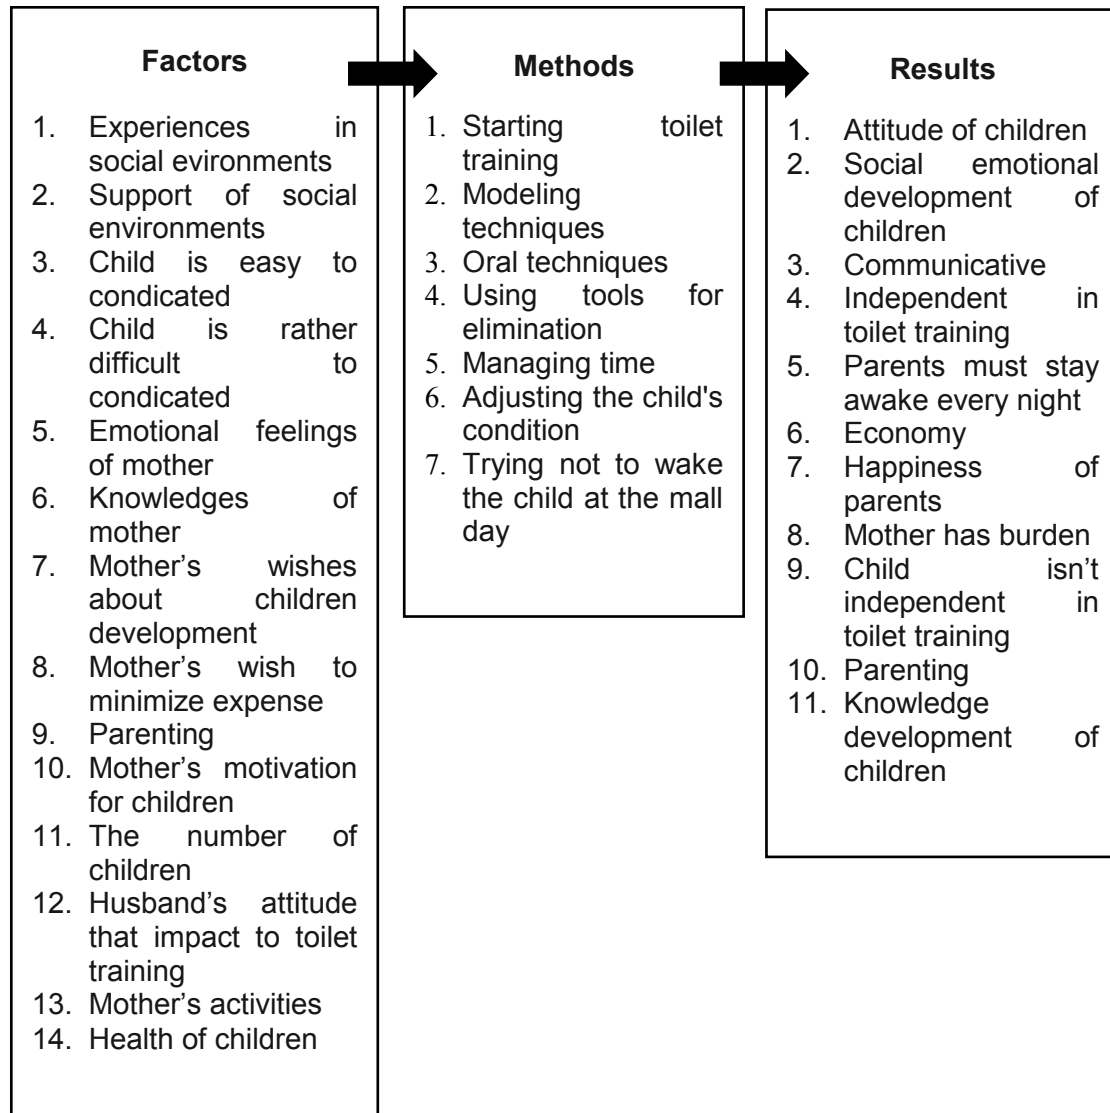 Factors
1. Experiences in
social evironments
2. Support of social
environments
3. Child is easy to
condicated
4. Child is rather
difficult to
condicated
5. Emotional feelings
of mother
6. Knowledges of
mother
7. Mother’s wishes
about children
development
8. Mother’s wish to
minimize expense
9. Parenting
10. Mother’s motivation
for children
11. The number of
children
12. Husband’s attitude
that impact to toilet
training
13. Mother’s activities
14. Health of children
Methods
1. Starting toilet
training
2. Modeling
techniques
3. Oral techniques
4. Using tools for
elimination
5. Managing time
6. Adjusting the child's
condition
7. Trying not to wake
the child at the mall
day
Results
1. Attitude of children
2. Social emotional
development of
children
3. Communicative
4. Independent in
toilet training
5. Parents must stay
awake every night
6. Economy
7. Happiness of
parents
8. Mother has burden
9. Child isn’t
independent in
toilet training
10. Parenting
11. Knowledge
development of
children